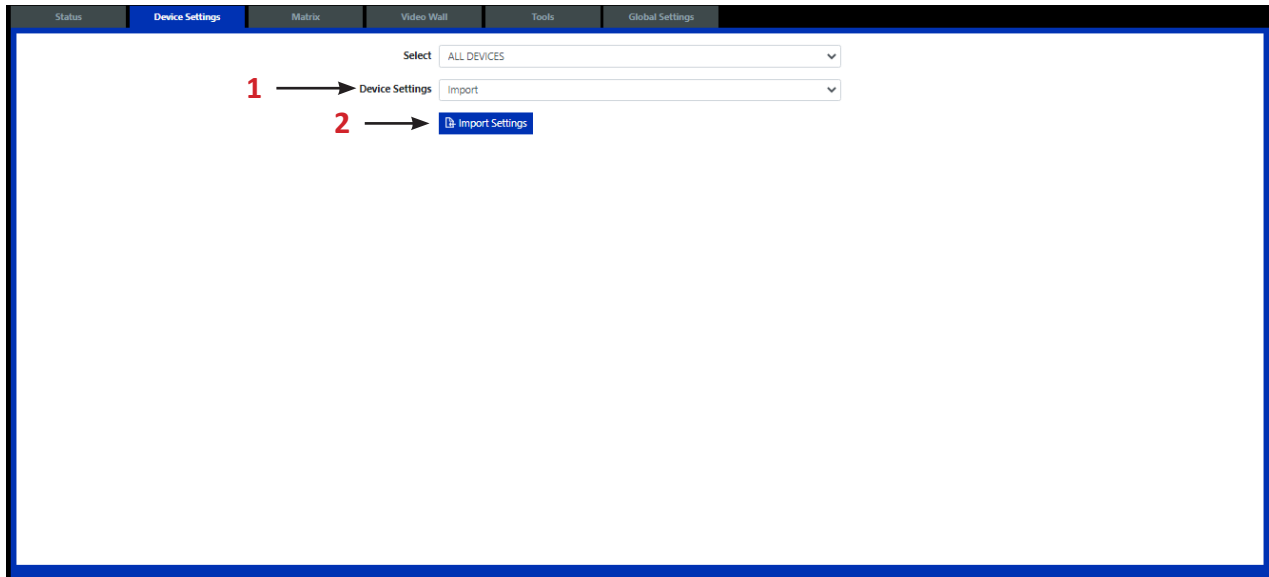 Status Device Settings Matrix Video Wall Tools Global Settings
Select ALL DEVICES
1 Device Settings Import
2 Import Settings